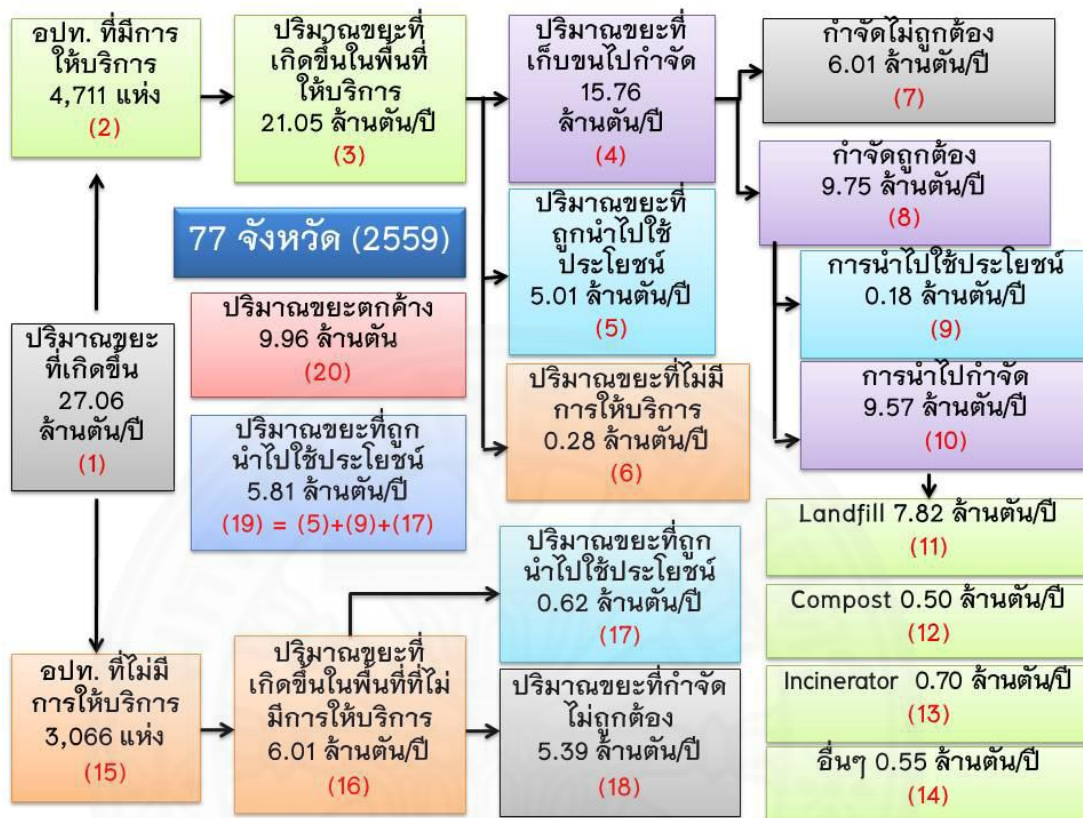 อปท. ที่มีการ
ให้บริการ
4,711 แห่ง
(2)
ปริมาณขยะที่
เกิดขึ้นในพื้นที่
ให้บริการ
21.05 ล้านตัน/ปี
(3)
ปริมาณขยะที่
เก็บขนไปกำจัด
15.76
ล้านตัน/ปี
(4)
กำจัดไม่ถูกต้อง
6.01 ล้านตัน/ปี
(7)
กำจัดถูกต้อง
9.75 ล้านตัน/ปี
(8)
77 จังหวัด (2559)
ปริมาณขยะที่
ถูกนำไปใช้
ประโยชน์
5.01 ล้านตัน/ปี
(5)
การนำไปใช้ประโยชน์
0.18 ล้านตัน/ปี
(9)
ปริมาณขยะ
ที่เกิดขึ้น
27.06
ล้านตัน/ปี
(1)
ปริมาณขยะตกค้าง
9.96 ล้านตัน
(20)
ปริมาณขยะที่ไม่มี
การให้บริการ
0.28 ล้านตัน/ปี
(6)
การนำไปกำจัด
9.57 ล้านตัน/ปี
(10)
ปริมาณขยะที่ถูก
นำไปใช้ประโยชน์
5.81 ล้านตัน/ปี
(19) = (5)+(9)+(17)
Landfill 7.82 ล้านตัน/ปี
(11)
Compost 0.50 ล้านตัน/ปี
(12)
Incinerator 0.70 ล้านตัน/ปี
(13)
อื่นๆ 0.55 ล้านตัน/ปี
(14)
อปท. ที่ไม่มี
การให้บริการ
3,066 แห่ง
(15)
ปริมาณขยะที่
เกิดขึ้นในพื้นที่ที่ไม่
มีการให้บริการ
6.01 ล้านตัน/ปี
(16)
ปริมาณขยะที่ถูก
นำไปใช้ประโยชน์
0.62 ล้านตัน/ปี
(17)
ปริมาณขยะที่กำจัด
ไม่ถูกต้อง
5.39 ล้านตัน/ปี
(18)